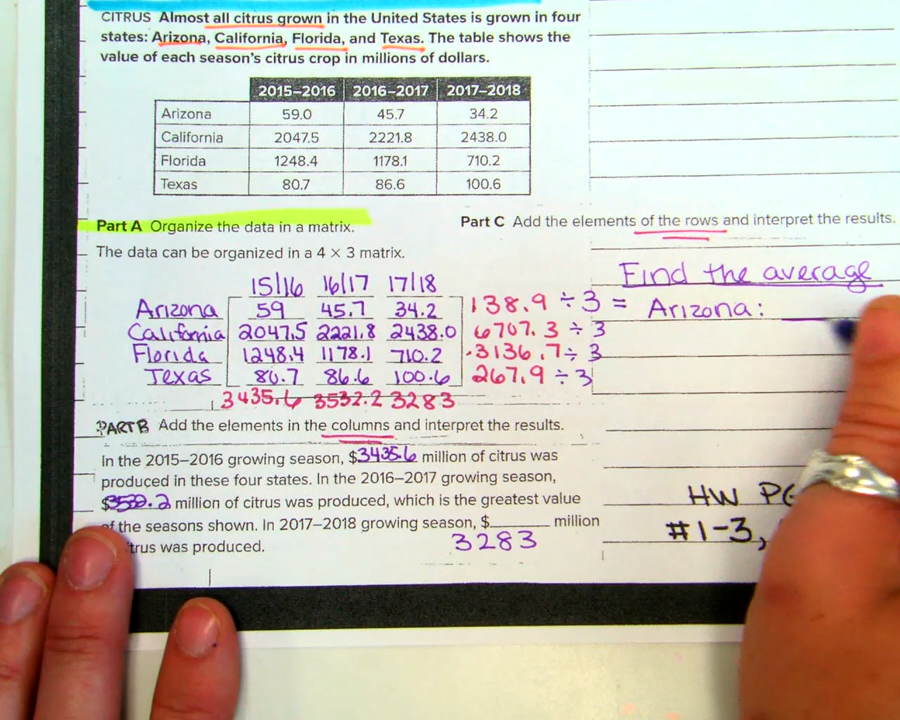 CITRUS Almost all citrus grown in the United States is grown in four
states: Arizona, California, Florida, and Texas. The table shows the
value of each season's citrus crop in millions of dollars.
2015–2016 2016–2017 2017–2018
Arizona 59.0 45.7 34.2
California 2047.5 2221.8 2438.0
Florida 1248.4 1178.1 710.2
Texas 80.7 86.6 100.6
Part A Organize the data in a matrix.
The data can be organized in a 4 × 3 matrix.
15/16 16/17 17/18
Arizona 59 45.7 34.2 138.9 ÷ 3 =
California 2047.5 2221.8 2438.0 6707.3 ÷ 3
Florida 1248.4 1178.1 710.2 3136.7 ÷ 3
Texas 80.7 86.6 100.6 267.9 ÷ 3
3435.6 3532.2 3283
PART B Add the elements in the columns and interpret the results.
In the 2015–2016 growing season, $3435.6 million of citrus was
produced in these four states. In the 2016–2017 growing season,
$3532.2 million of citrus was produced, which is the greatest value
of the seasons shown. In 2017–2018 growing season, $______ million
trus was produced. 3283
Part C Add the elements of the rows and interpret the results.
Find the average
Arizona:
HW PG
#1-3,